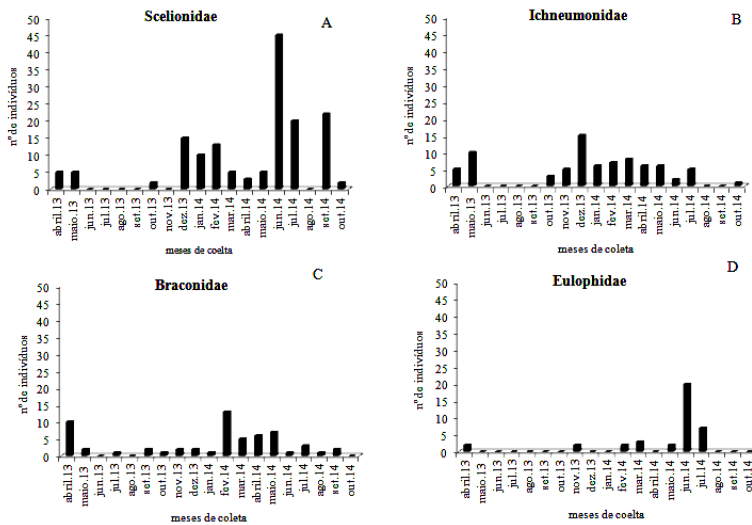 Scelionidae
A
nº de indivíduos
50
45
40
35
30
25
20
15
10
5
0
abril.13
maio.13
jun.13
jul.13
ago.13
set.13
out.13
nov.13
dez.13
jan.14
fev.14
mar.14
abril.14
maio.14
jun.14
jul.14
ago.14
set.14
out.14
meses de coelta
Ichneumonidae
B
nº de indivíduos
50
45
40
35
30
25
20
15
10
5
0
abril.13
maio.13
jun.13
jul.13
ago.13
set.13
out.13
nov.13
dez.13
jan.14
fev.14
mar.14
abril.14
maio.14
jun.14
jul.14
ago.14
set.14
out.14
meses de coleta
Braconidae
C
nº de indivíduos
50
45
40
35
30
25
20
15
10
5
0
abril.13
maio.13
jun.13
jul.13
ago.13
set.13
out.13
nov.13
dez.13
jan.14
fev.14
mar.14
abril.14
maio.14
jun.14
jul.14
ago.14
set.14
out.14
meses de coleta
Eulophidae
D
nº de indivíduos
50
45
40
35
30
25
20
15
10
5
0
abril.13
maio.13
jun.13
jul.13
ago.13
set.13
out.13
nov.13
dez.13
jan.14
fev.14
mar.14
abril.14
maio.14
jun.14
jul.14
ago.14
set.14
out.14
meses de coleta